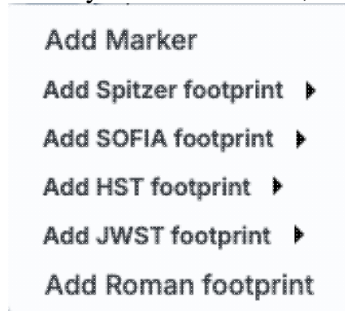 Add Marker
Add Spitzer footprint
Add SOFIA footprint
Add HST footprint
Add JWST footprint
Add Roman footprint